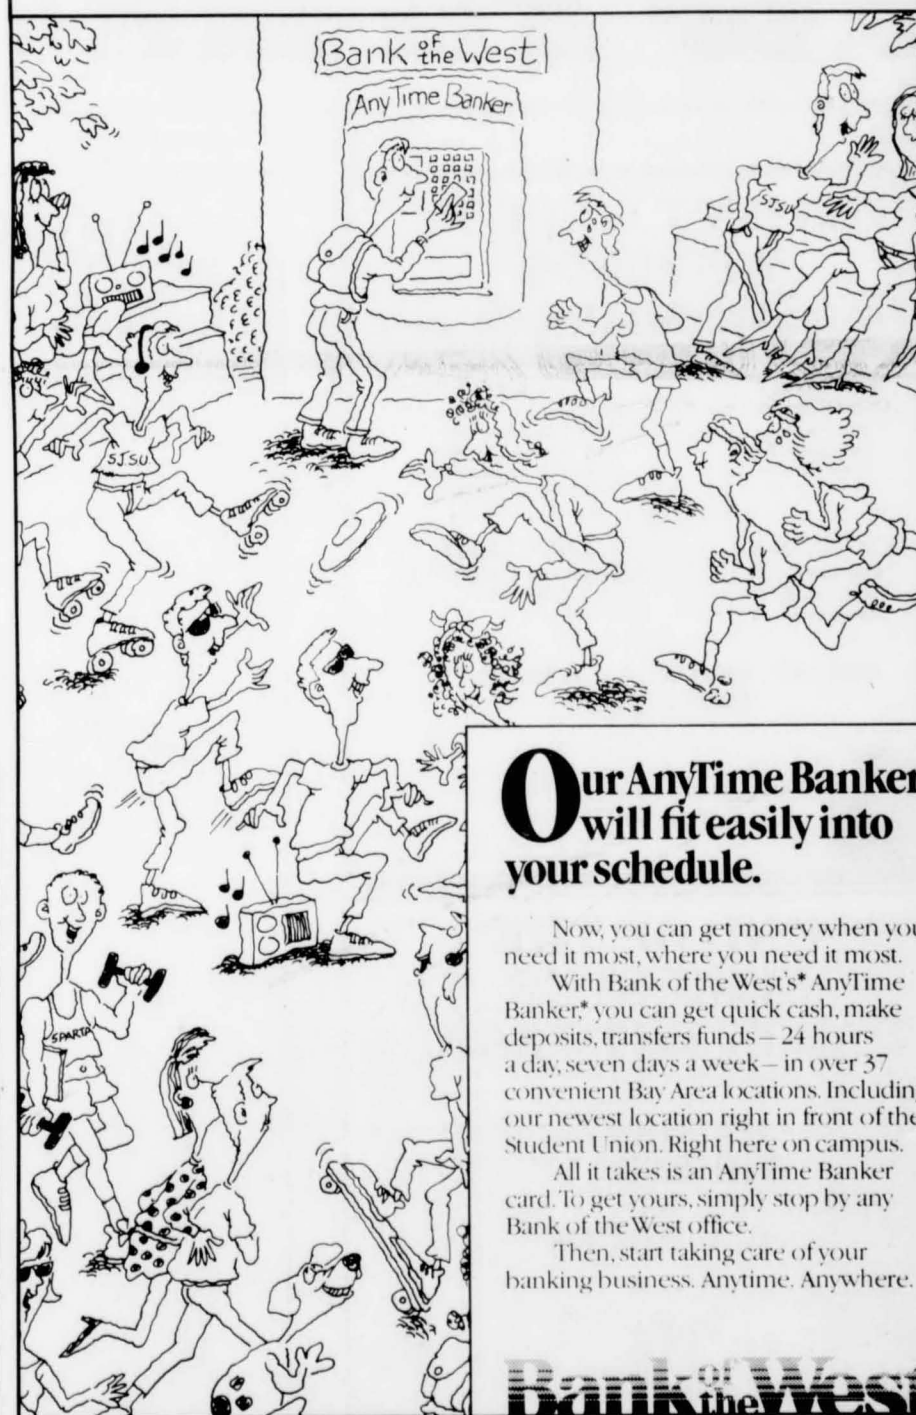 Bank of the West
AnyTime Banker
SJSU
SJSU
SPARTA
Our AnyTime Banker
will fit easily into
your schedule.
Now, you can get money when you
need it most, where you need it most.
With Bank of the West's* AnyTime
Banker,* you can get quick cash, make
deposits, transfers funds — 24 hours
a day, seven days a week — in over 37
convenient Bay Area locations. Includin
our newest location right in front of the
Student Union. Right here on campus.
All it takes is an AnyTime Banker
card. To get yours, simply stop by any
Bank of the West office.
Then, start taking care of your
banking business. Anytime. Anywhere.
Bank of the West